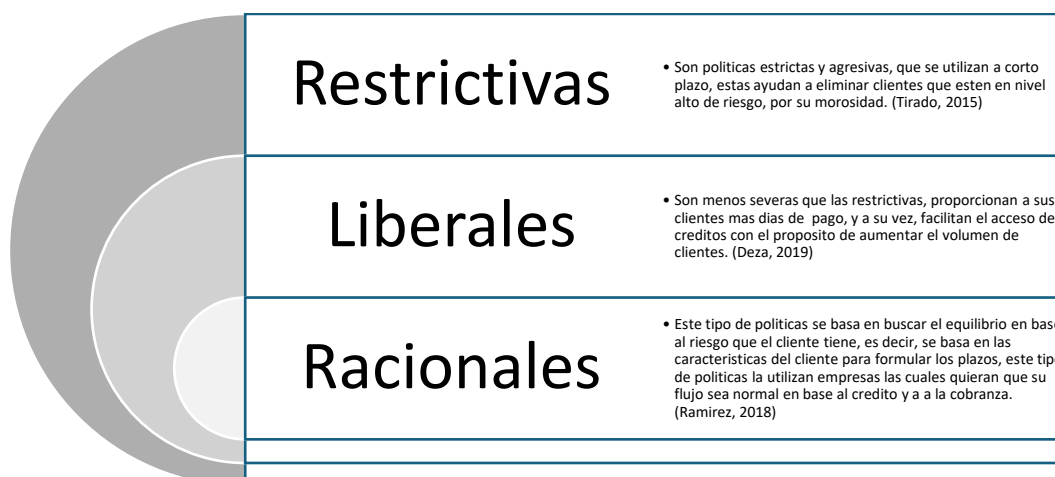 Restrictivas
• Son politicas estrictas y agresivas, que se utilizan a corto
plazo, estas ayudan a eliminar clientes que esten en nivel
alto de riesgo, por su morosidad. (Tirado, 2015)
Liberales
• Son menos severas que las restrictivas, proporcionan a sus
clientes mas dias de pago, y a su vez, facilitan el acceso de
creditos con el proposito de aumentar el volumen de
clientes. (Deza, 2019)
Racionales
• Este tipo de politicas se basa en buscar el equilibrio en base
al riesgo que el cliente tiene, es decir, se basa en las
caracteristicas del cliente para formular los plazos, este tipo
de politicas la utilizan empresas las cuales quieran que su
flujo sea normal en base al credito y a a la cobranza.
(Ramirez, 2018)